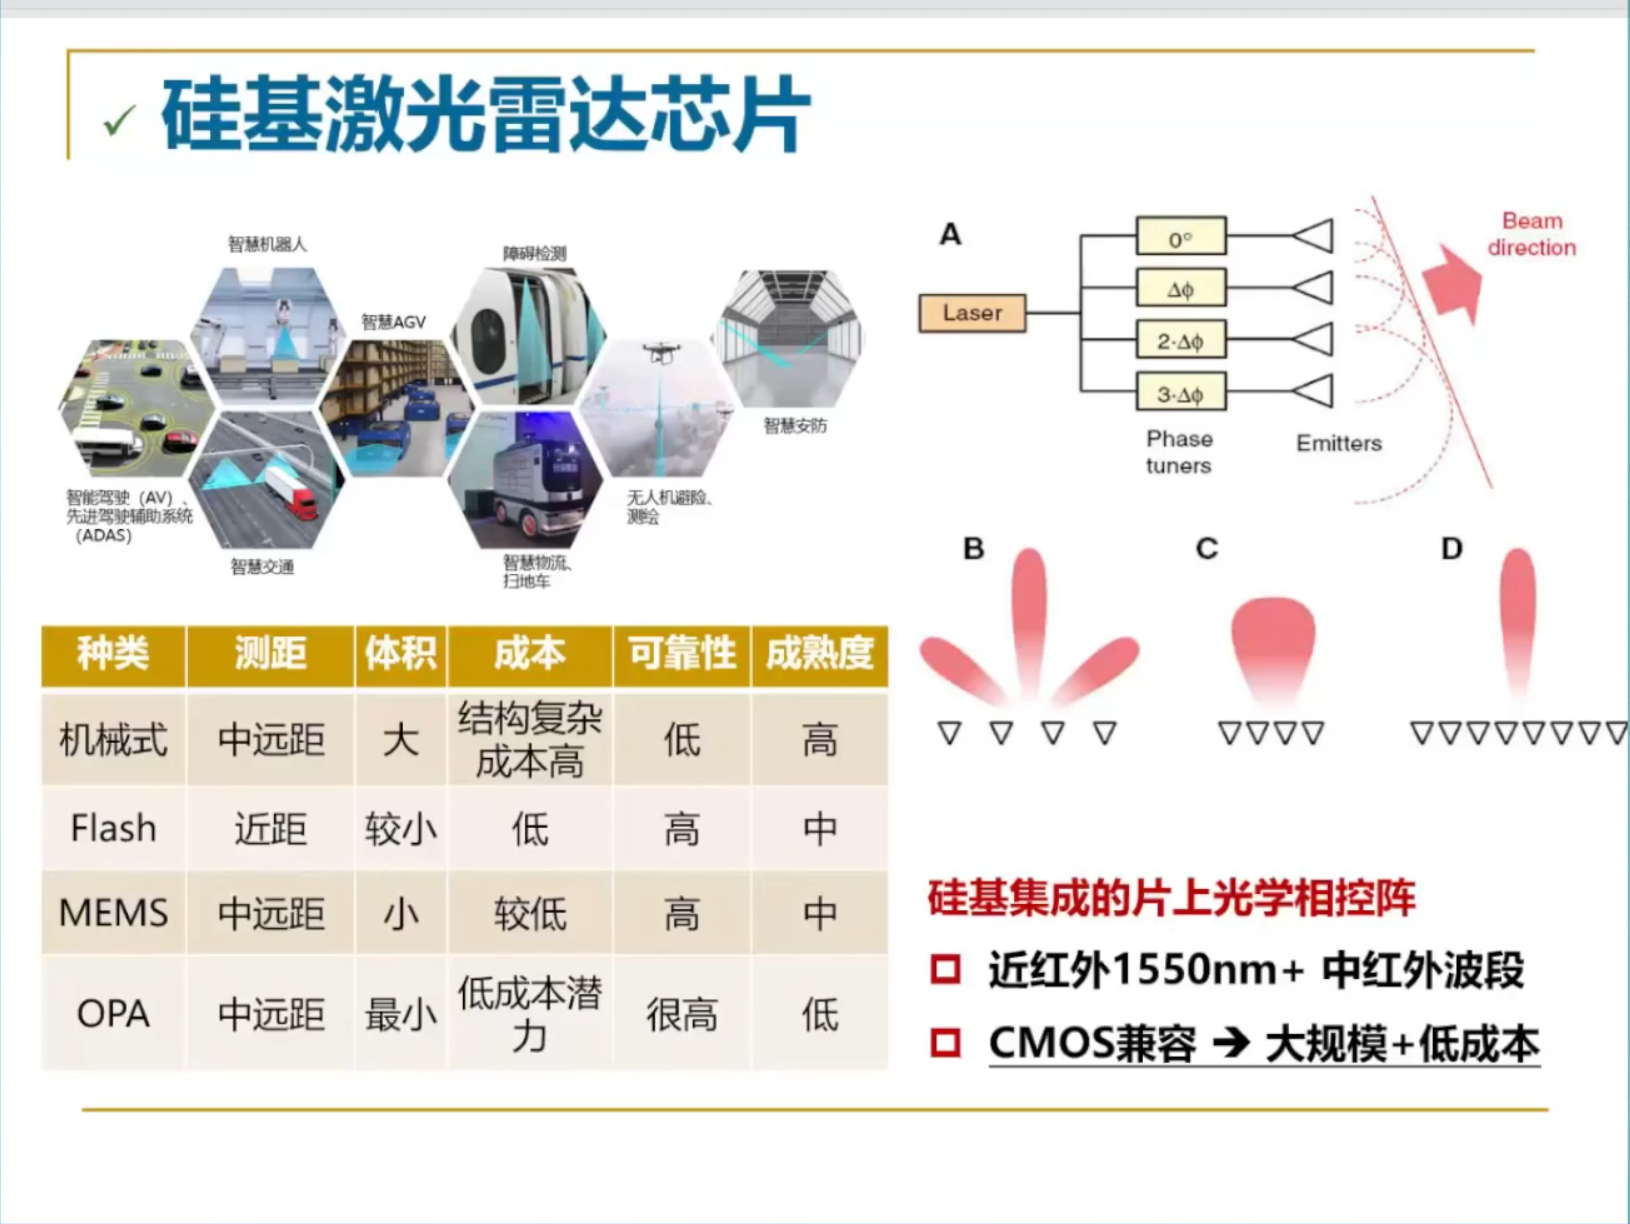 硅基激光雷达芯片
智慧机器人
障碍检测
智慧AGV
智慧安防
智能驾驶（AV）、
先进驾驶辅助系统
（ADAS）
智慧交通
无人机避险、
测绘
智慧物流、
扫地车
A
Laser
0°
Δϕ
2·Δϕ
3·Δϕ
Phase
tuners
Emitters
Beam
direction
B
C
D
种类 测距 体积 成本 可靠性 成熟度
机械式 中远距 大 结构复杂 低 高
成本高
Flash 近距 较小 低 高 中
MEMS 中远距 小 较低 高 中
OPA 中远距 最小 低成本潜 很高 低
力
硅基集成的片上光学相控阵
近红外1550nm+ 中红外波段
CMOS兼容 → 大规模+低成本